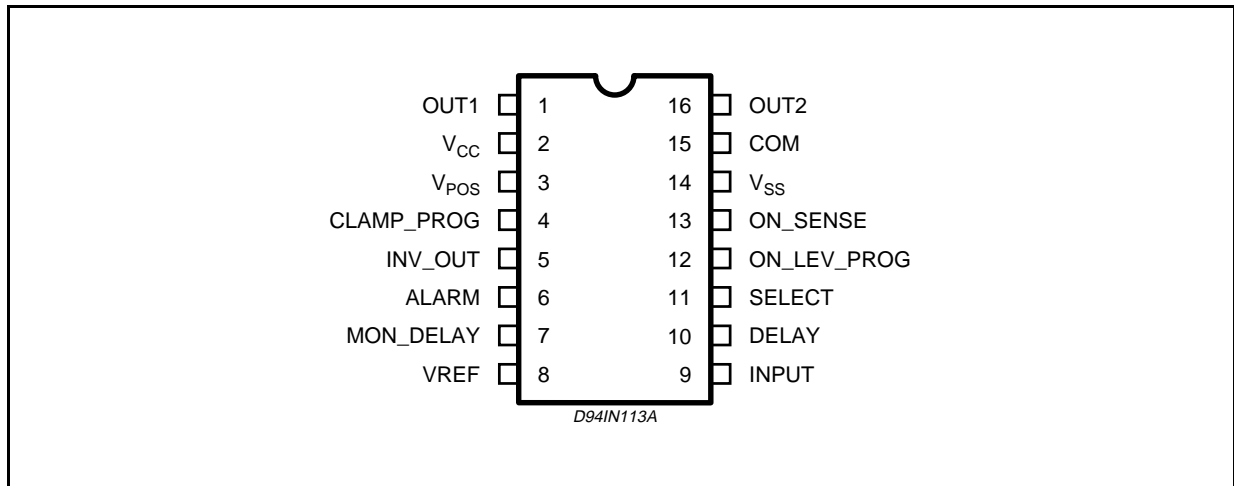 OUT1 1 16 OUT2
VCC 2 15 COM
VPOS 3 14 VSS
CLAMP_PROG 4 13 ON_SENSE
INV_OUT 5 12 ON_LEV_PROG
ALARM 6 11 SELECT
MON_DELAY 7 10 DELAY
VREF 8 9 INPUT
D94IN113A